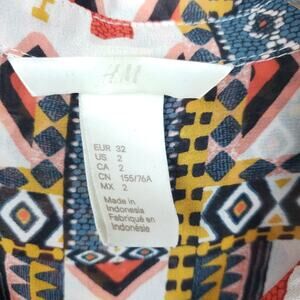 H&M
EUR 32
US 2
CA 2
CN 155/76A
MX 2
Made in
Indonesia
Fabriqué en
Indonésie